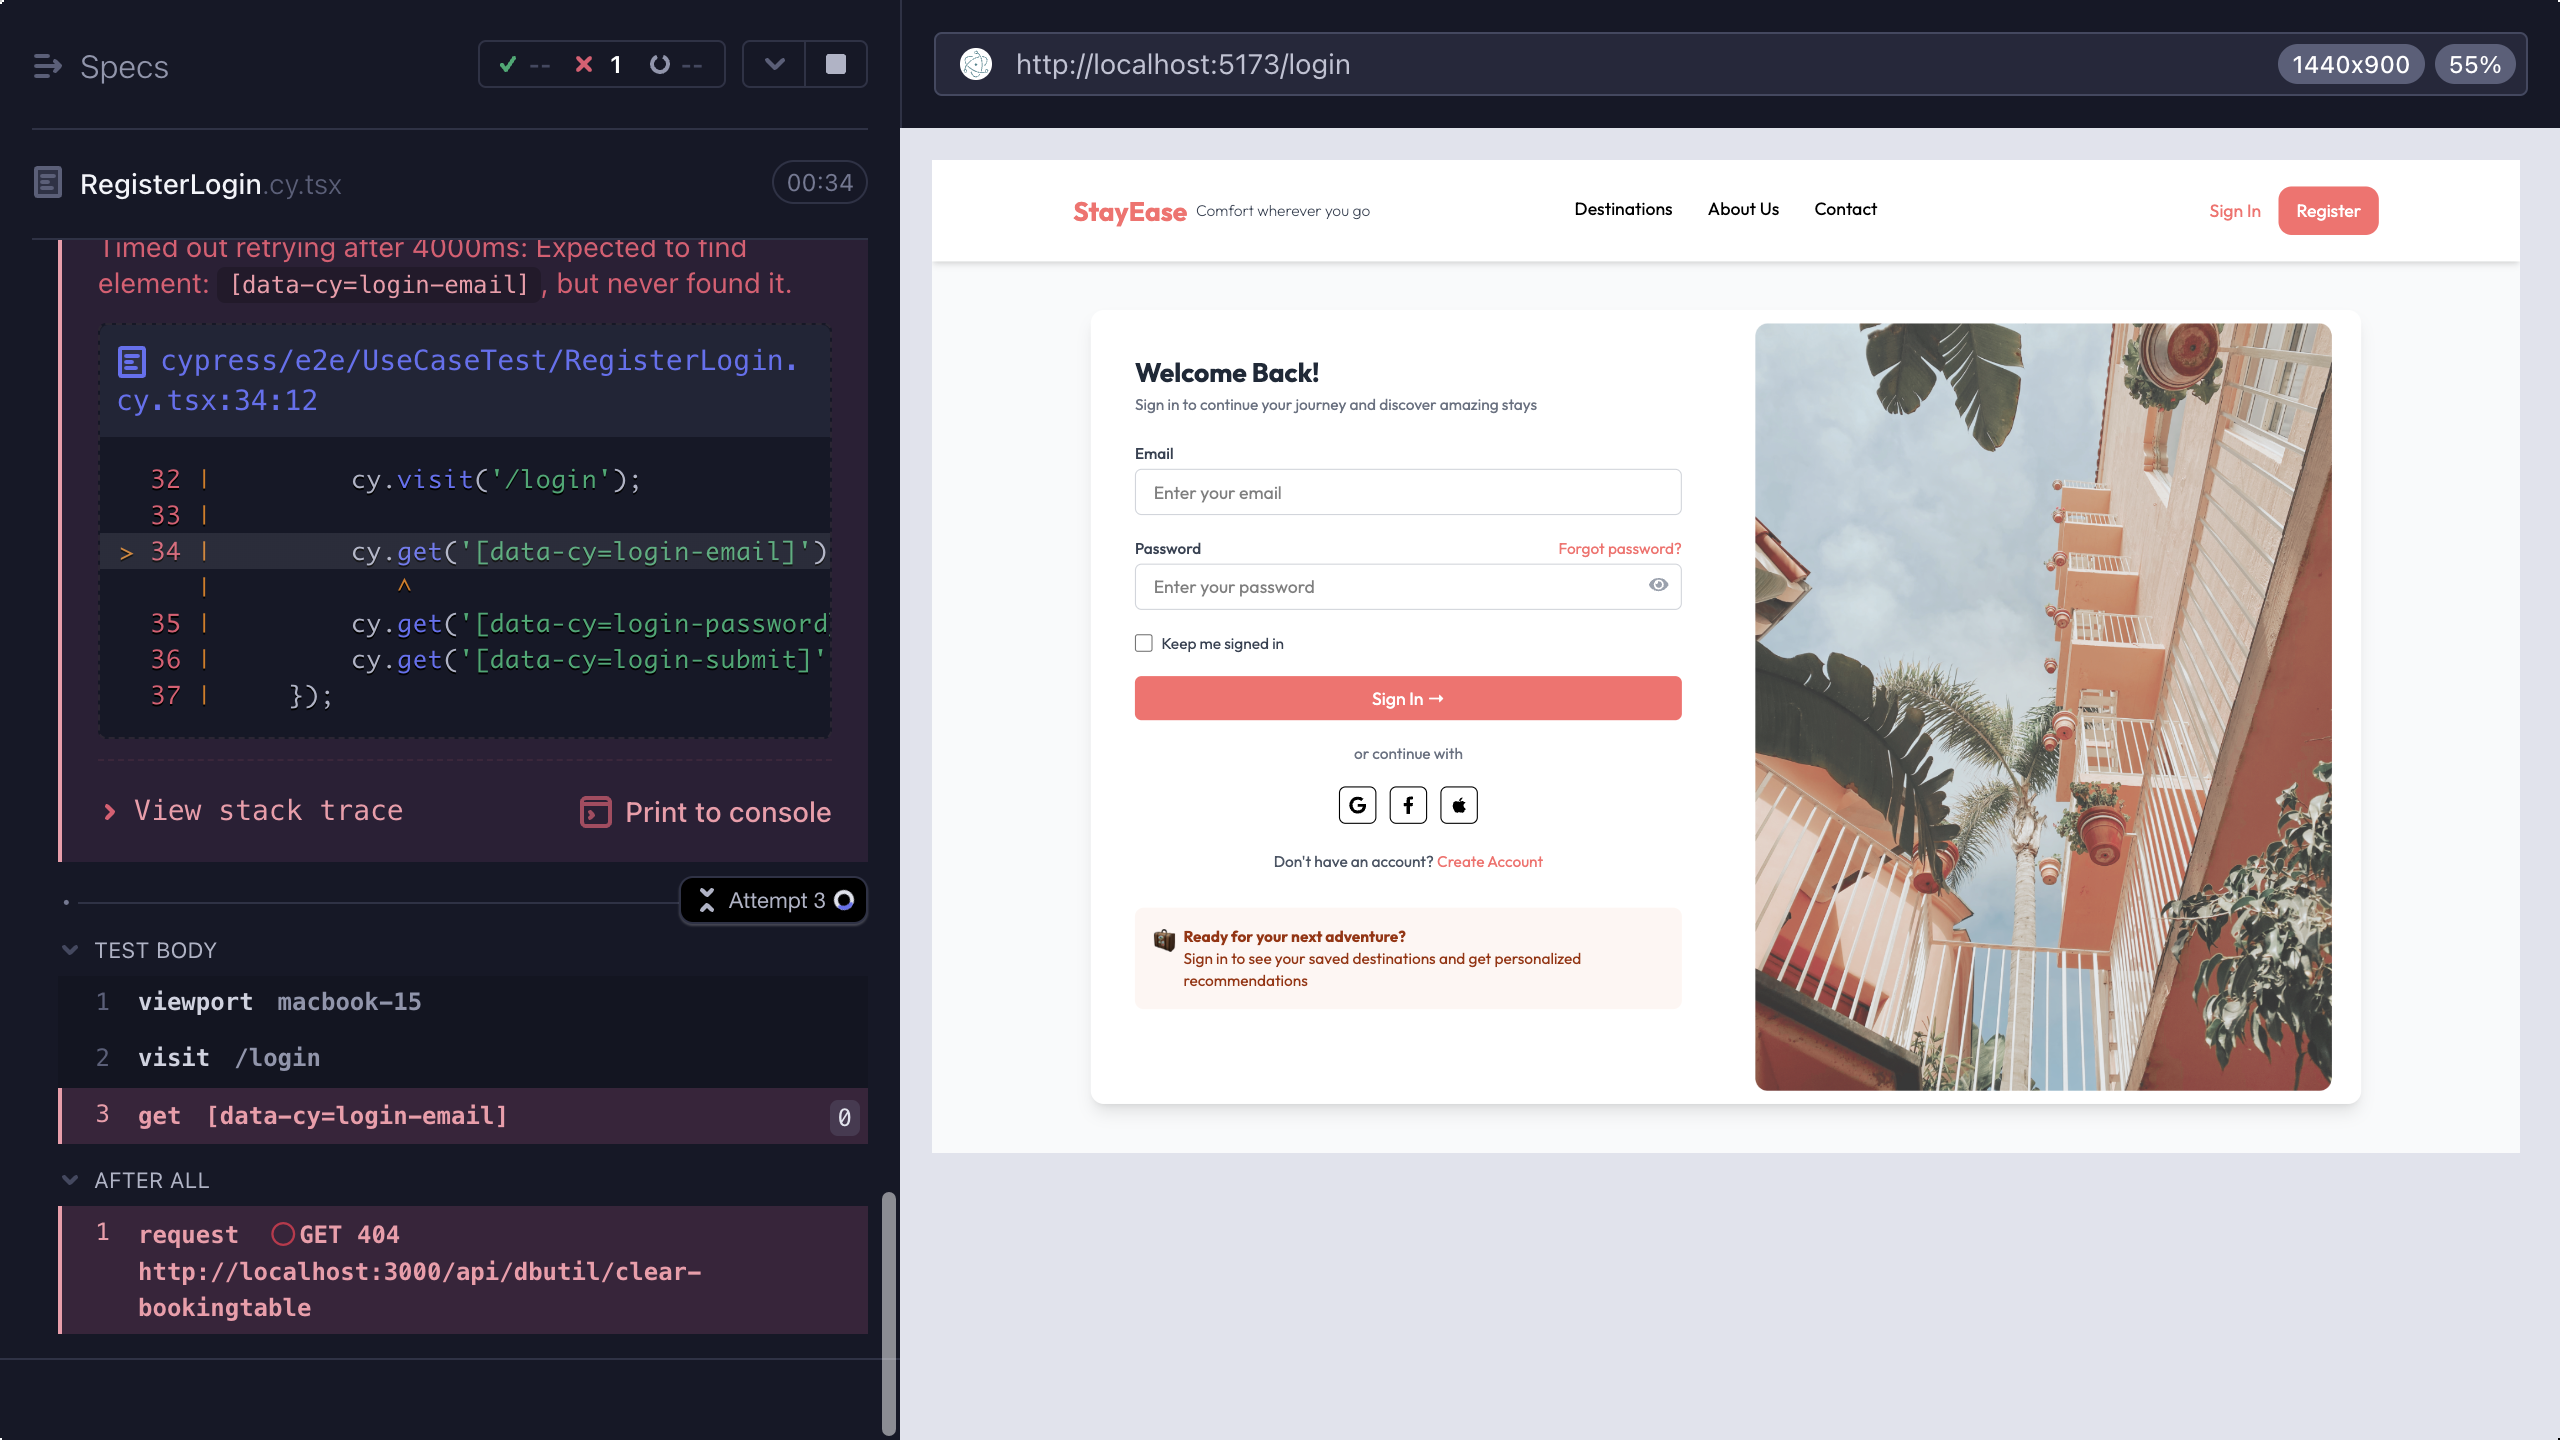 Specs
-- 1 --
RegisterLogin.cy.tsx
00:34
Timed out retrying after 4000ms: Expected to find
element: [data-cy=login-email], but never found it.
cypress/e2e/UseCaseTest/RegisterLogin.
cy.tsx:34:12
32 | cy.visit('/login');
33 |
> 34 | cy.get('[data-cy=login-email]')
| ^
35 | cy.get('[data-cy=login-password]
36 | cy.get('[data-cy=login-submit]'
37 | });
View stack trace
Print to console
Attempt 3
TEST BODY
1 viewport macbook-15
2 visit /login
3 get [data-cy=login-email] 0
AFTER ALL
1 request GET 404
http://localhost:3000/api/dbutil/clear-
bookingtable
http://localhost:5173/login
1440x900
55%
StayEase Comfort wherever you go
Destinations About Us Contact
Sign In Register
Welcome Back!
Sign in to continue your journey and discover amazing stays
Email
Enter your email
Password Forgot password?
Enter your password
Keep me signed in
Sign In →
or continue with
Don't have an account? Create Account
Ready for your next adventure?
Sign in to see your saved destinations and get personalized
recommendations